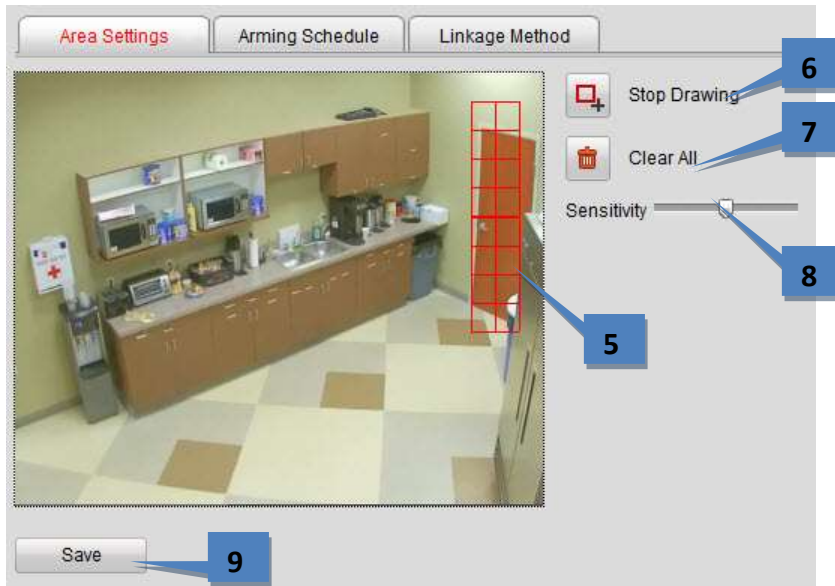 Area Settings
Arming Schedule
Linkage Method
6
Stop Drawing
7
Clear All
Sensitivity
8
5
Save
9